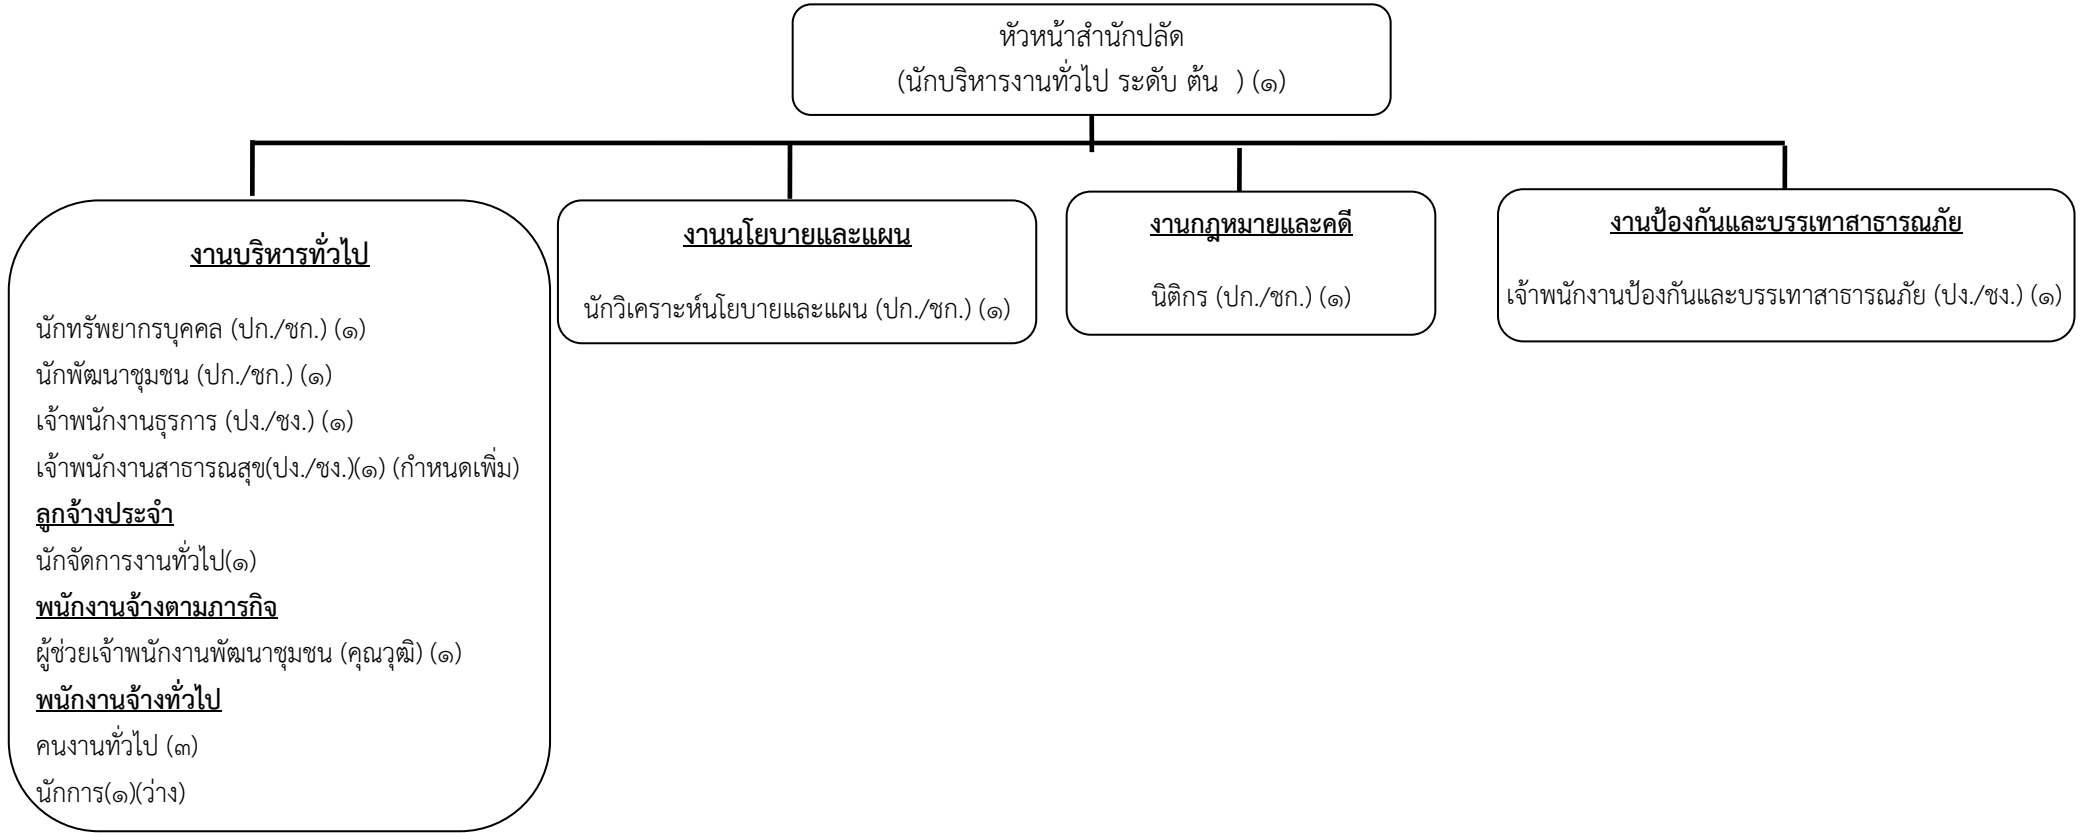 หัวหน้าสำนักปลัด
(นักบริหารงานทั่วไป ระดับ ต้น ) (๑)
งานบริหารทั่วไป
นักทรัพยากรบุคคล (ปก./ชก.) (๑)
นักพัฒนาชุมชน (ปก./ชก.) (๑)
เจ้าพนักงานธุรการ (ปง./ชง.) (๑)
เจ้าพนักงานสาธารณสุข(ปง./ชง.)(๑) (กำหนดเพิ่ม)
ลูกจ้างประจำ
นักจัดการงานทั่วไป(๑)
พนักงานจ้างตามภารกิจ
ผู้ช่วยเจ้าพนักงานพัฒนาชุมชน (คุณวุฒิ) (๑)
พนักงานจ้างทั่วไป
คนงานทั่วไป (๓)
นักการ(๑)(ว่าง)
งานนโยบายและแผน
นักวิเคราะห์นโยบายและแผน (ปก./ชก.) (๑)
งานกฎหมายและคดี
นิติกร (ปก./ชก.) (๑)
งานป้องกันและบรรเทาสาธารณภัย
เจ้าพนักงานป้องกันและบรรเทาสาธารณภัย (ปง./ชง.) (๑)